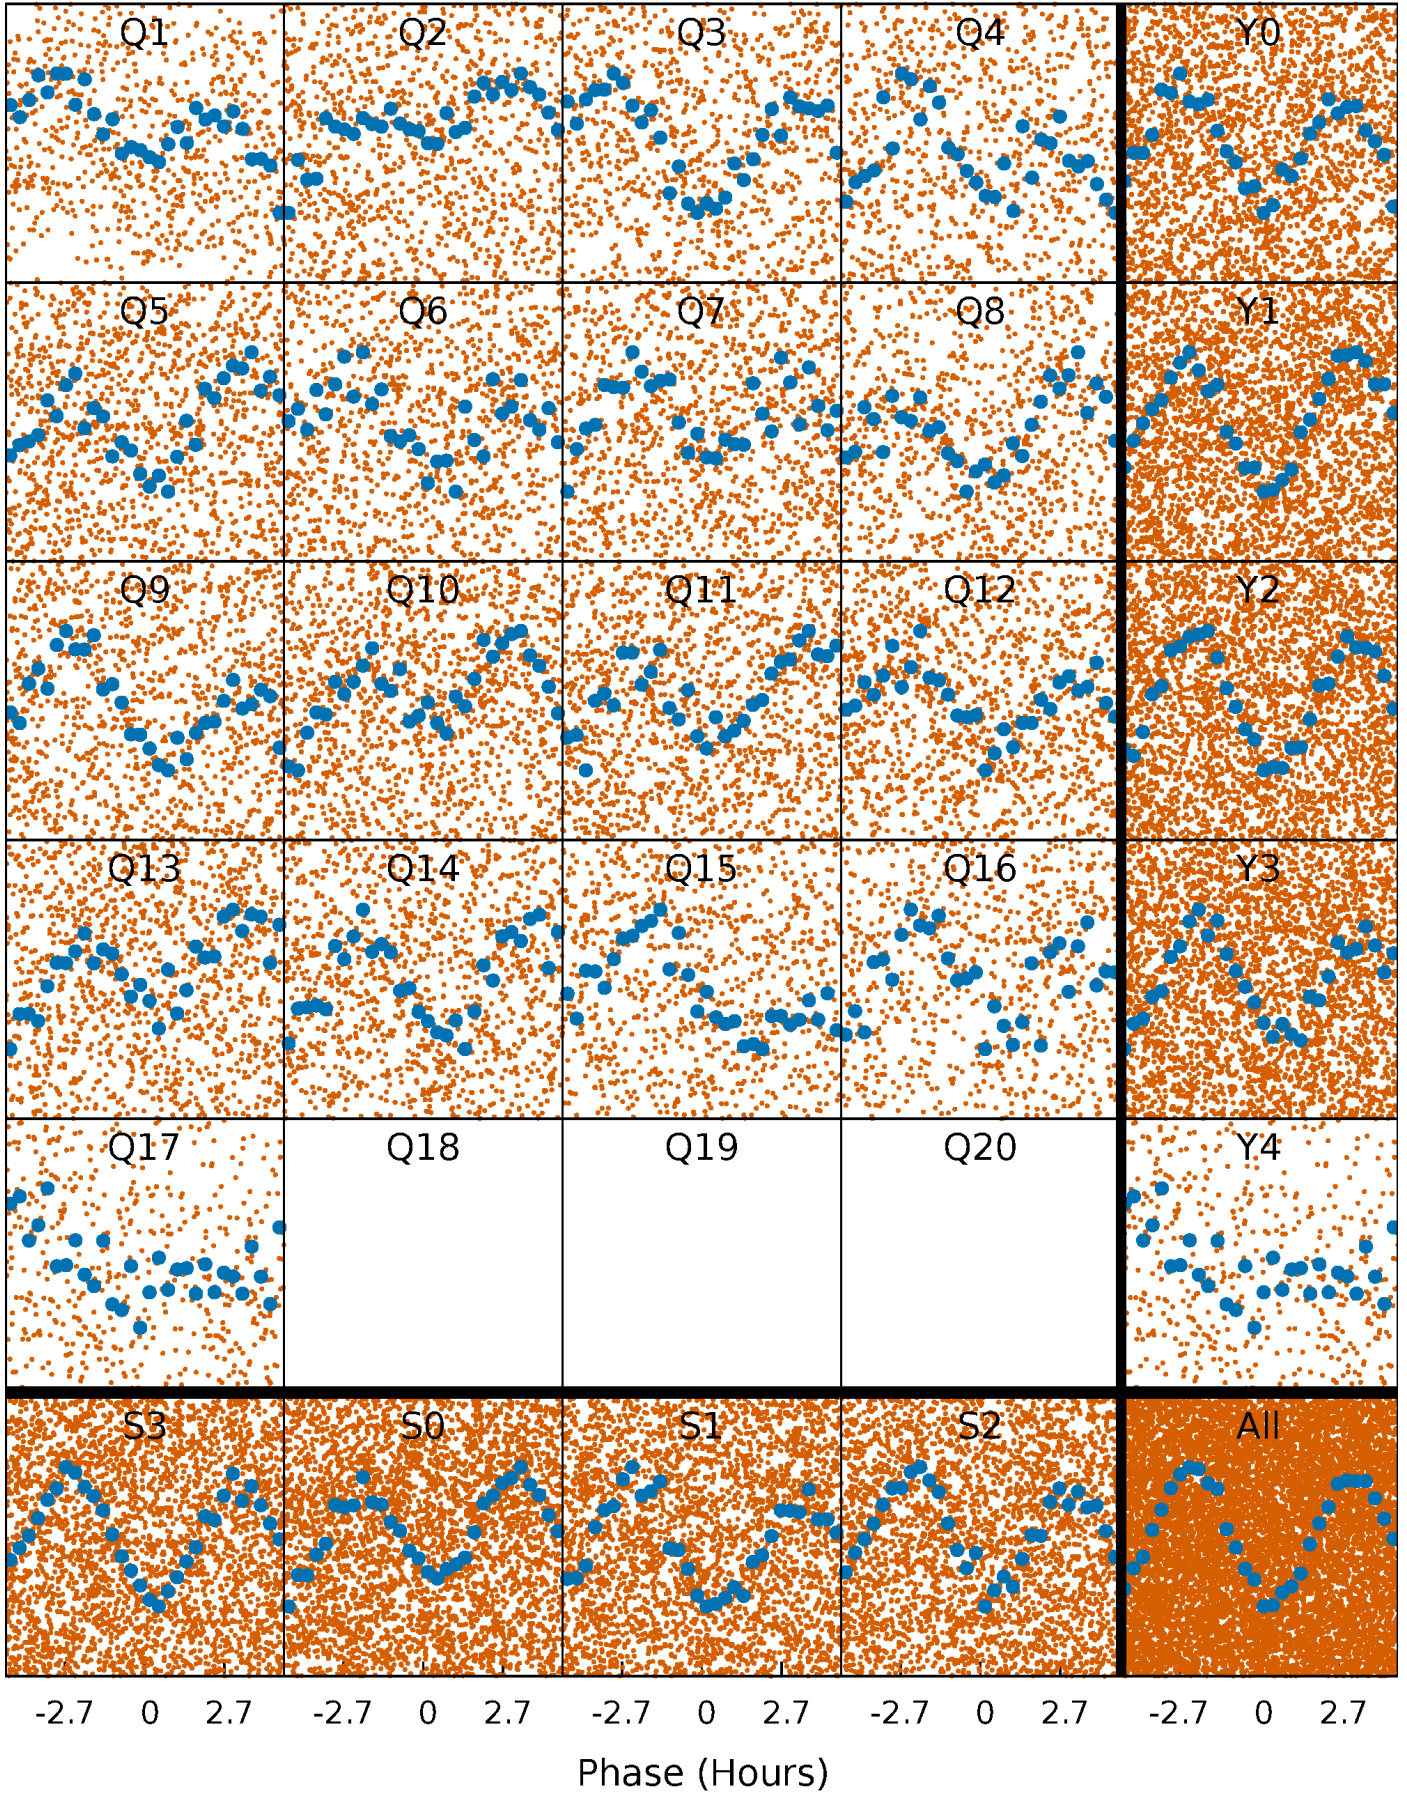 Q1 Q2 Q3 Q4 Y0
Q5 Q6 Q7 Q8 Y1
Q9 Q10 Q11 Q12 Y2
Q13 Q14 Q15 Q16 Y3
Q17 Q18 Q19 Q20 Y4
S3 S0 S1 S2 All
-2.7 0 2.7 -2.7 0 2.7 -2.7 0 2.7 -2.7 0 2.7 -2.7 0 2.7
Phase (Hours)